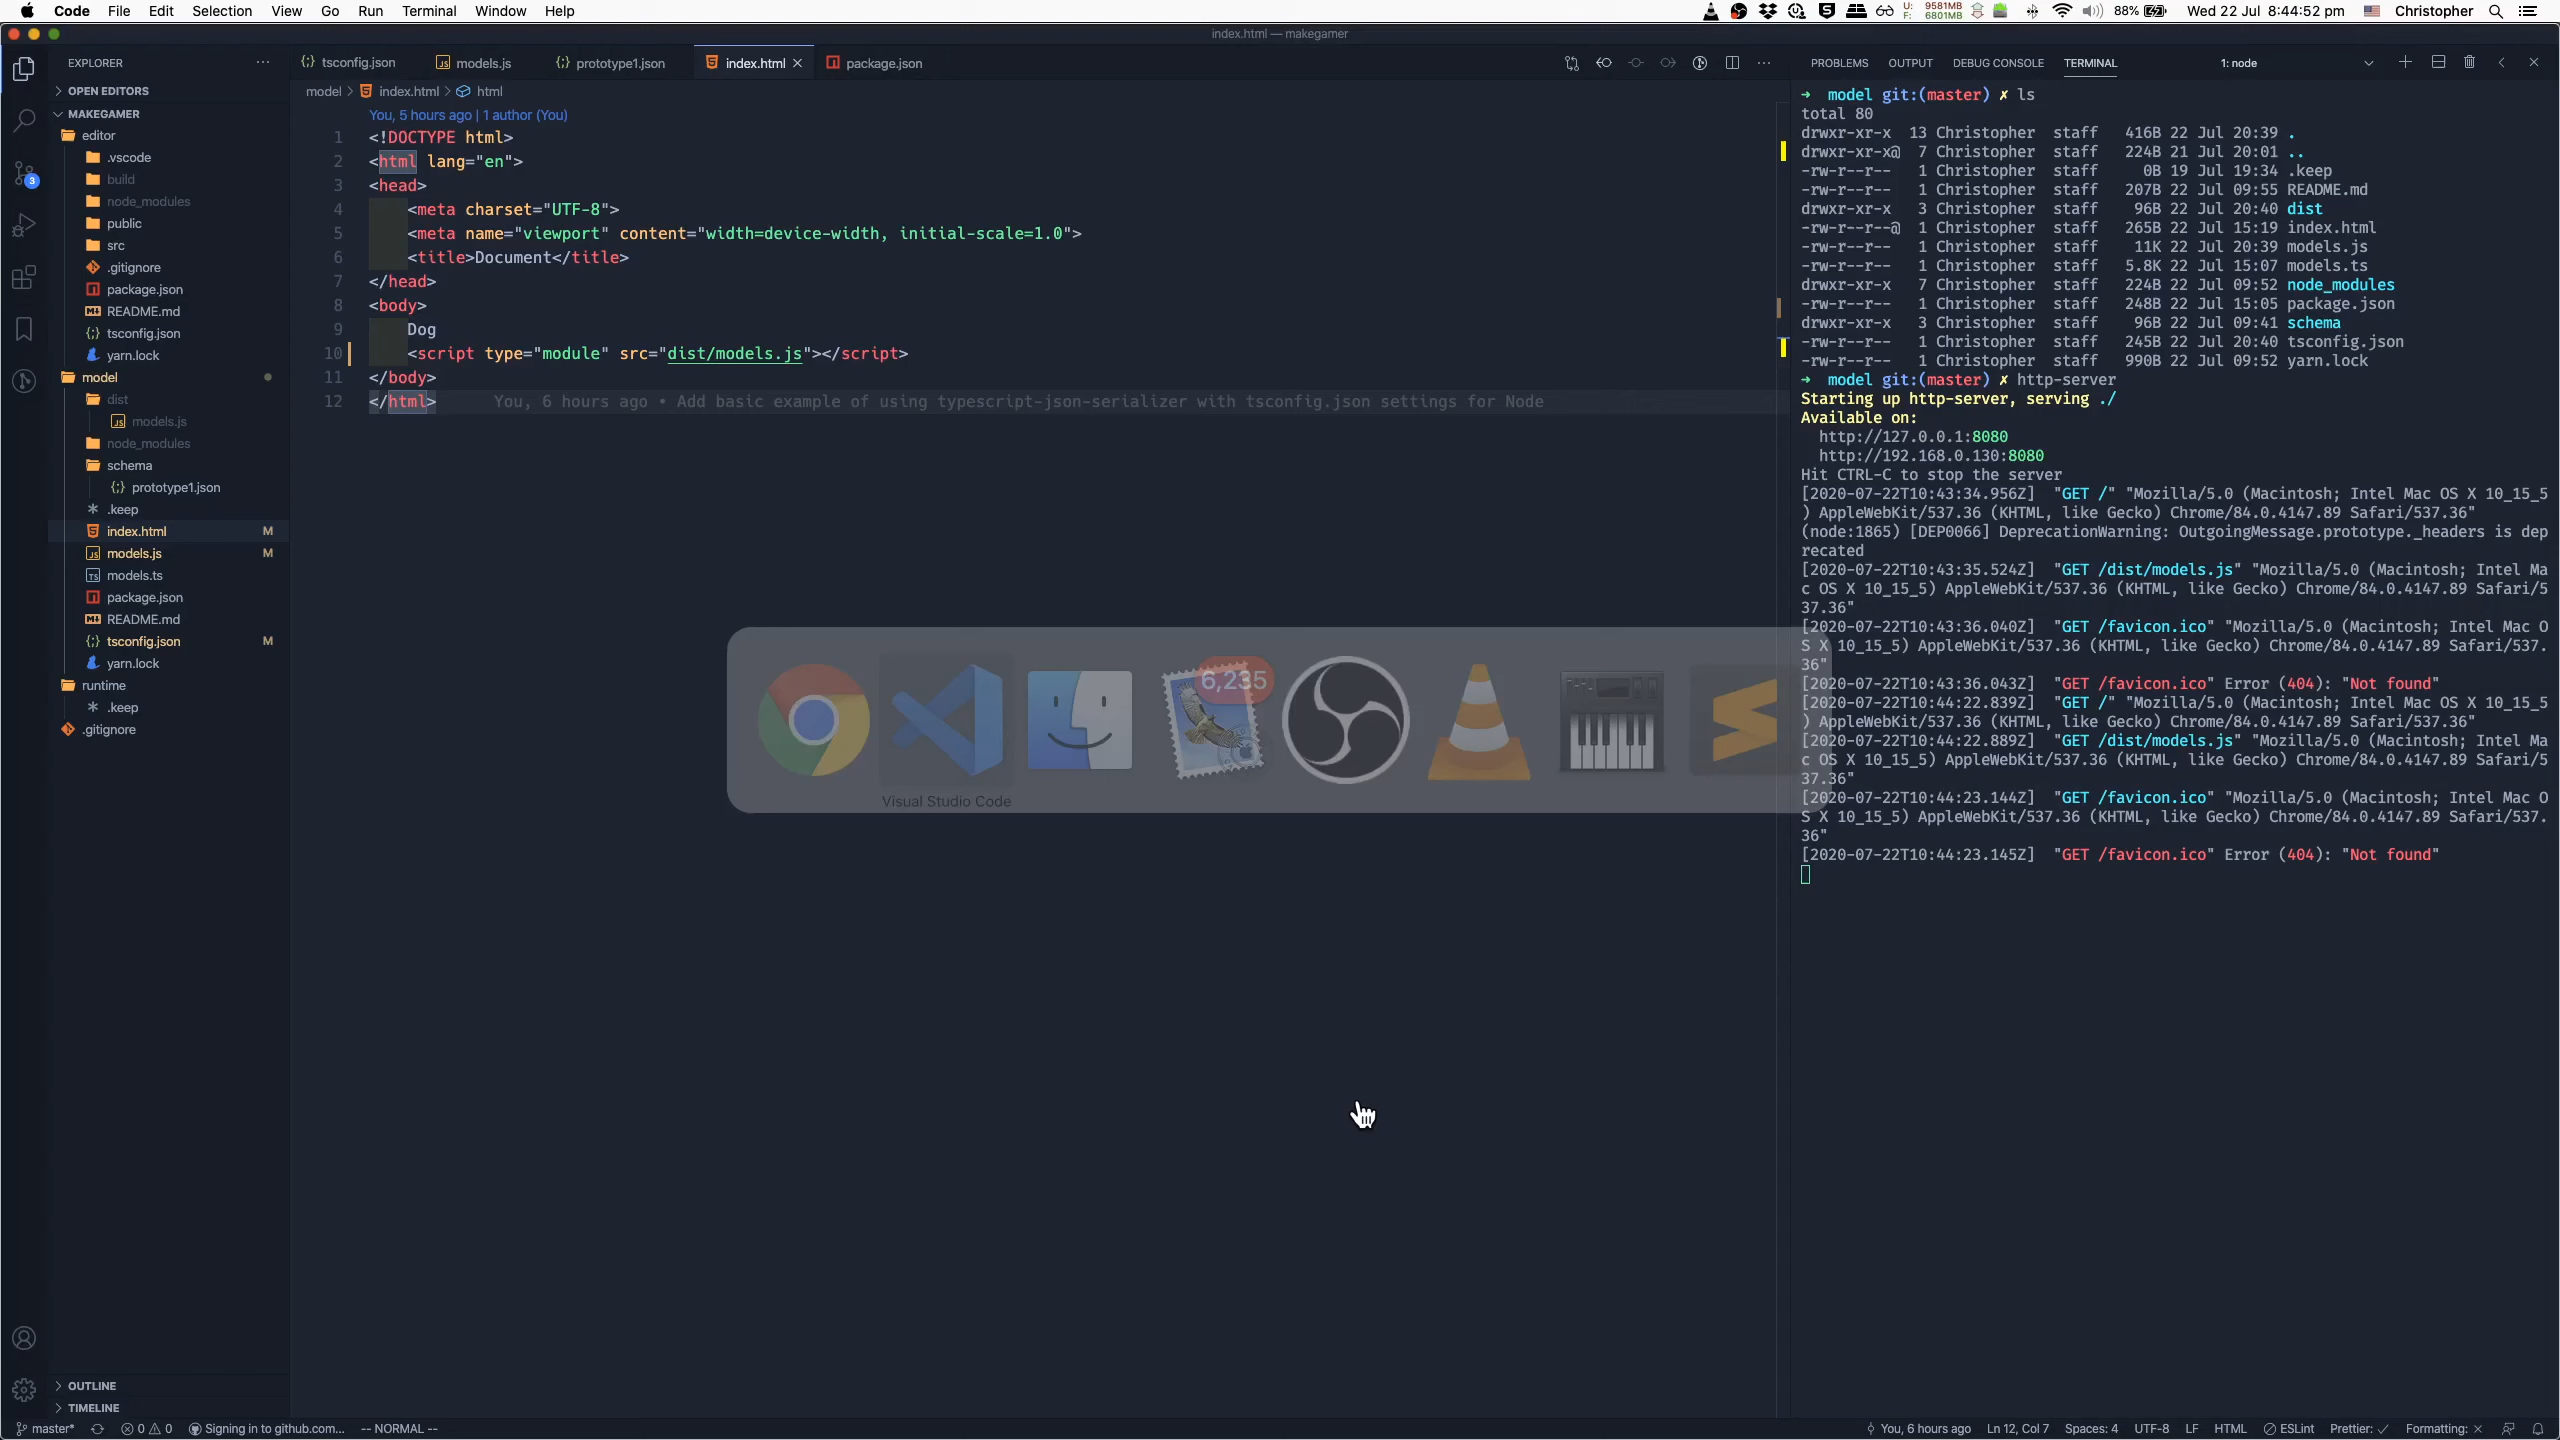 Code File Edit Selection View Go Run Terminal Window Help
U: 9581MB
F: 6801MB
88% Wed 22 Jul 8:44:52 pm Christopher
index.html — makegamer
EXPLORER
OPEN EDITORS
MAKEGAMER
editor
.vscode
build
node_modules
public
src
.gitignore
package.json
README.md
tsconfig.json
yarn.lock
model
dist
models.js
node_modules
schema
prototype1.json
.keep
index.html M
models.js M
models.ts
package.json
README.md
tsconfig.json M
yarn.lock
runtime
.keep
.gitignore
OUTLINE
TIMELINE
3
tsconfig.json models.js prototype1.json index.html package.json
model > index.html > html
You, 5 hours ago | 1 author (You)
1 <!DOCTYPE html>
2 <html lang="en">
3 <head>
4 <meta charset="UTF-8">
5 <meta name="viewport" content="width=device-width, initial-scale=1.0">
6 <title>Document</title>
7 </head>
8 <body>
9 Dog
10 <script type="module" src="dist/models.js"></script>
11 </body>
12 </html> You, 6 hours ago • Add basic example of using typescript-json-serializer with tsconfig.json settings for Node
6,235
Visual Studio Code
PROBLEMS OUTPUT DEBUG CONSOLE TERMINAL 1: node
➜ model git:(master) ✗ ls
total 80
drwxr-xr-x 13 Christopher staff 416B 22 Jul 20:39 .
drwxr-xr-x@ 7 Christopher staff 224B 21 Jul 20:01 ..
-rw-r--r-- 1 Christopher staff 0B 19 Jul 19:34 .keep
-rw-r--r-- 1 Christopher staff 207B 22 Jul 09:55 README.md
drwxr-xr-x 3 Christopher staff 96B 22 Jul 20:40 dist
-rw-r--r--@ 1 Christopher staff 265B 22 Jul 15:19 index.html
-rw-r--r-- 1 Christopher staff 11K 22 Jul 20:39 models.js
-rw-r--r-- 1 Christopher staff 5.8K 22 Jul 15:07 models.ts
drwxr-xr-x 7 Christopher staff 224B 22 Jul 09:52 node_modules
-rw-r--r-- 1 Christopher staff 248B 22 Jul 15:05 package.json
drwxr-xr-x 3 Christopher staff 96B 22 Jul 09:41 schema
-rw-r--r-- 1 Christopher staff 245B 22 Jul 20:40 tsconfig.json
-rw-r--r-- 1 Christopher staff 990B 22 Jul 09:52 yarn.lock
➜ model git:(master) ✗ http-server
Starting up http-server, serving ./
Available on:
http://127.0.0.1:8080
http://192.168.0.130:8080
Hit CTRL-C to stop the server
[2020-07-22T10:43:34.956Z] "GET /" "Mozilla/5.0 (Macintosh; Intel Mac OS X 10_15_5
) AppleWebKit/537.36 (KHTML, like Gecko) Chrome/84.0.4147.89 Safari/537.36"
(node:1865) [DEP0066] DeprecationWarning: OutgoingMessage.prototype._headers is dep
recated
[2020-07-22T10:43:35.524Z] "GET /dist/models.js" "Mozilla/5.0 (Macintosh; Intel Ma
c OS X 10_15_5) AppleWebKit/537.36 (KHTML, like Gecko) Chrome/84.0.4147.89 Safari/5
37.36"
[2020-07-22T10:43:36.040Z] "GET /favicon.ico" "Mozilla/5.0 (Macintosh; Intel Mac O
S X 10_15_5) AppleWebKit/537.36 (KHTML, like Gecko) Chrome/84.0.4147.89 Safari/537.
36"
[2020-07-22T10:43:36.043Z] "GET /favicon.ico" Error (404): "Not found"
[2020-07-22T10:44:22.839Z] "GET /" "Mozilla/5.0 (Macintosh; Intel Mac OS X 10_15_5
) AppleWebKit/537.36 (KHTML, like Gecko) Chrome/84.0.4147.89 Safari/537.36"
[2020-07-22T10:44:22.889Z] "GET /dist/models.js" "Mozilla/5.0 (Macintosh; Intel Ma
c OS X 10_15_5) AppleWebKit/537.36 (KHTML, like Gecko) Chrome/84.0.4147.89 Safari/5
37.36"
[2020-07-22T10:44:23.144Z] "GET /favicon.ico" "Mozilla/5.0 (Macintosh; Intel Mac O
S X 10_15_5) AppleWebKit/537.36 (KHTML, like Gecko) Chrome/84.0.4147.89 Safari/537.
36"
[2020-07-22T10:44:23.145Z] "GET /favicon.ico" Error (404): "Not found"
master* 0 0 Signing in to github.com... -- NORMAL -- You, 6 hours ago Ln 12, Col 7 Spaces: 4 UTF-8 LF HTML ESLint Prettier: ✓ Formatting: ×